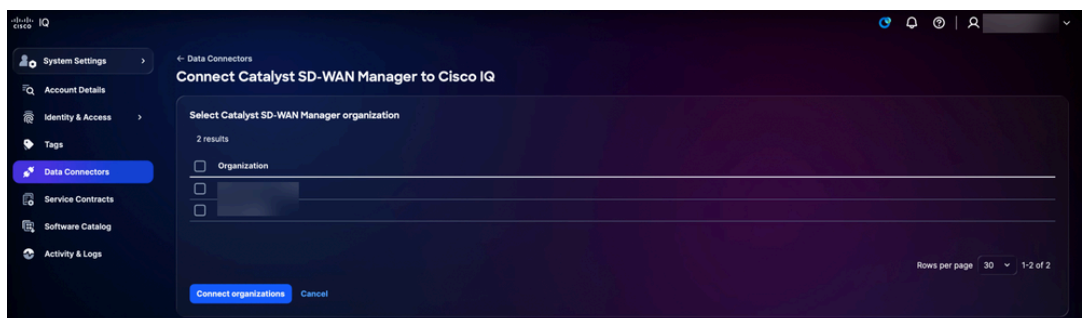 CISCO IQ
System Settings
Account Details
Identity & Access
Tags
Data Connectors
Service Contracts
Software Catalog
Activity & Logs
← Data Connectors
Connect Catalyst SD-WAN Manager to Cisco IQ
Select Catalyst SD-WAN Manager organization
2 results
Organization
Rows per page 30 1-2 of 2
Connect organizations Cancel